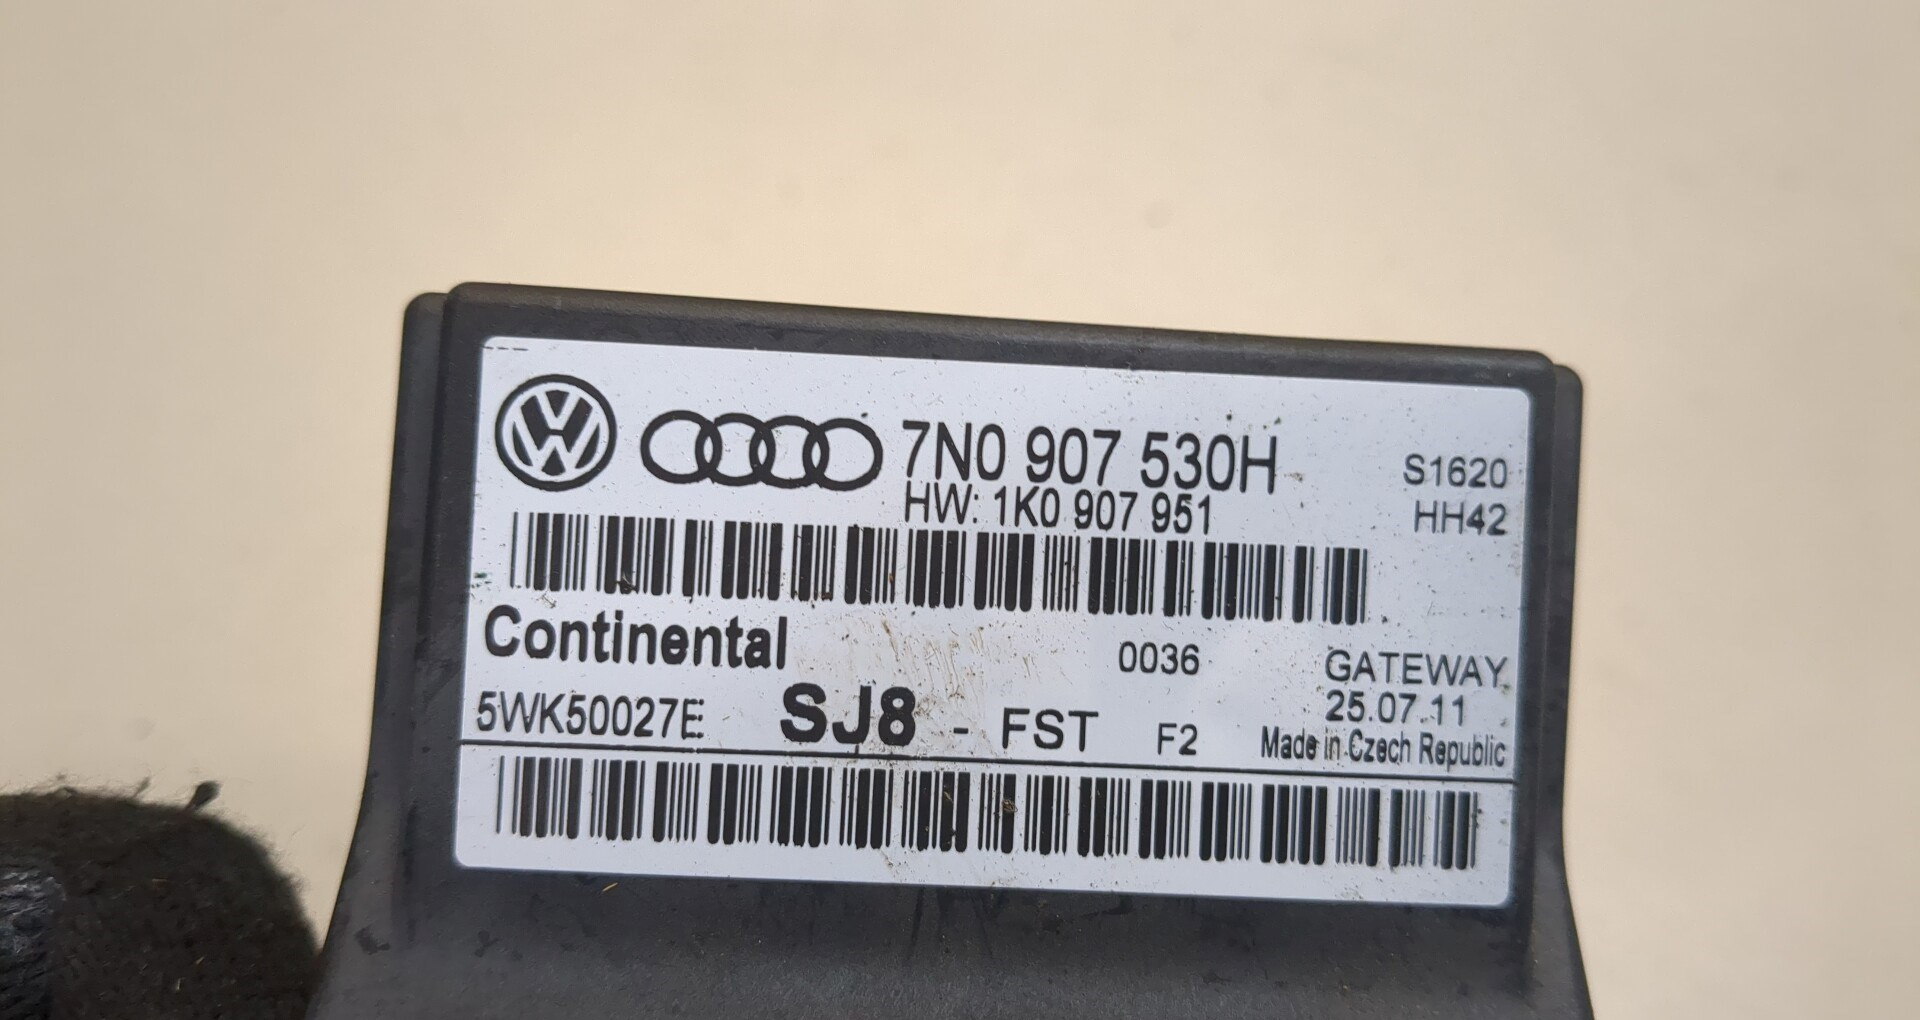 7N0 907 530H
HW: 1K0 907 951
S1620
HH42
Continental
0036
GATEWAY
5WK50027E
SJ8 - FST F2
25.07.11
Made in Czech Republic